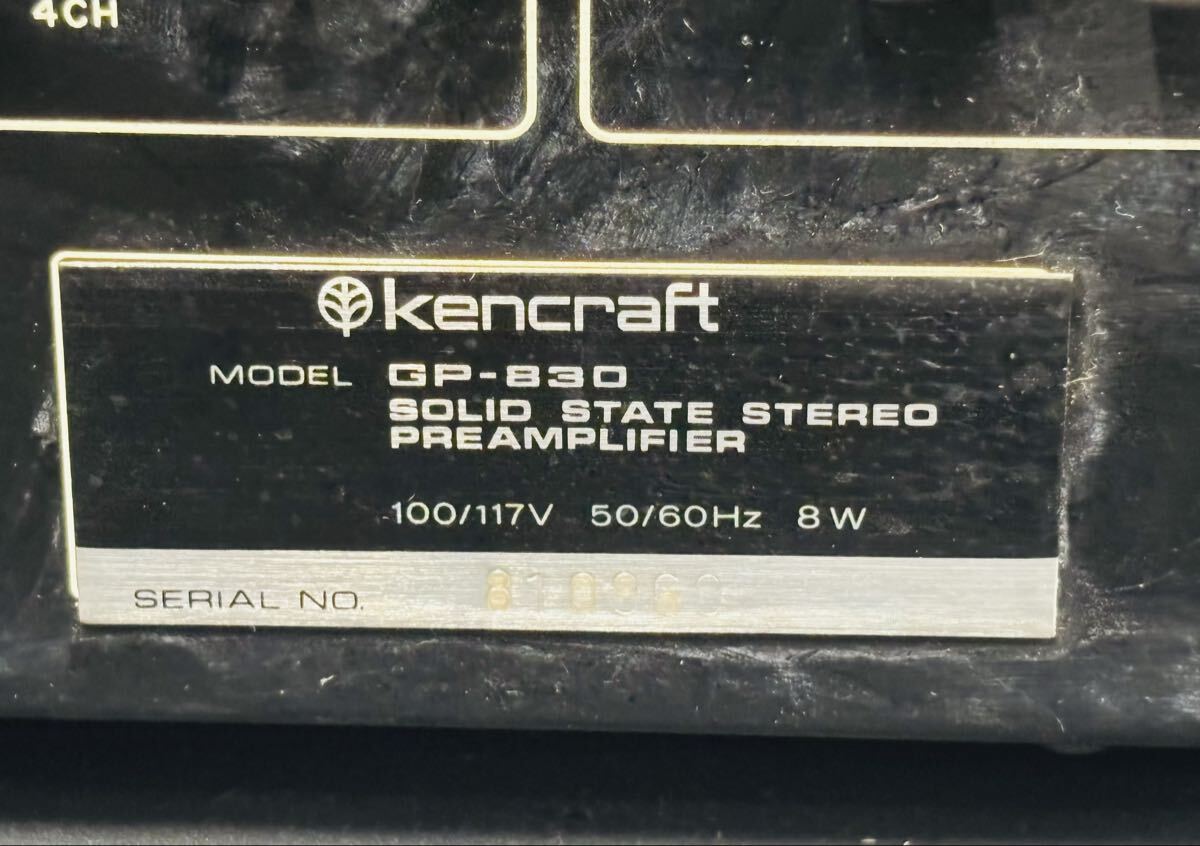 4CH
kencraft
MODEL GP-830
SOLID STATE STEREO
PREAMPLIFIER
100/117V 50/60Hz 8W
SERIAL NO.